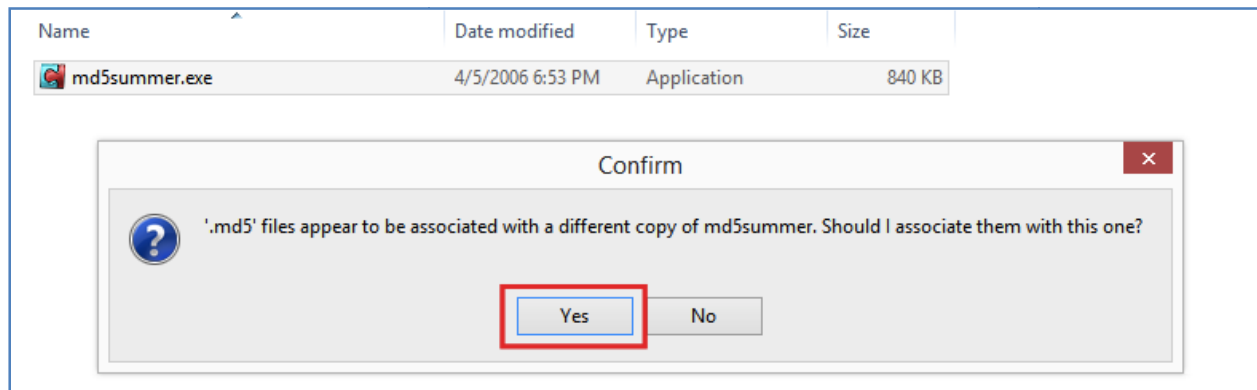 Name Date modified Type Size
md5summer.exe 4/5/2006 6:53 PM Application 840 KB
Confirm
'.md5' files appear to be associated with a different copy of md5summer. Should I associate them with this one?
Yes No